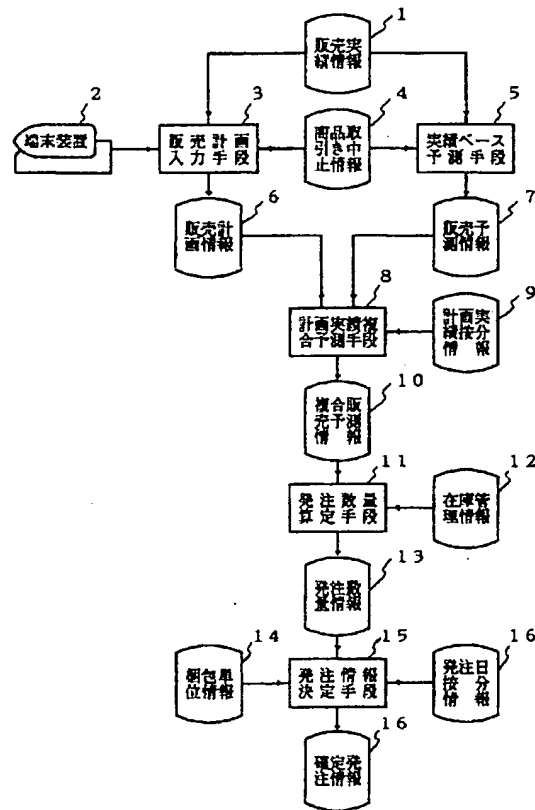 1
販売実
績情報
2
端末装置
3
販売計画
入力手段
4
商品取
引き中
止情報
5
実績ベース
予測手段
6
販売計
画情報
7
販売予
測情報
8
計画実績複
合予測手段
9
計画実
績按分
情報
10
複合販
売予測
情報
11
発注数量
算定手段
12
在庫管
理情報
13
発注数
量情報
14
梱包単
位情報
15
発注情報
決定手段
16
発注日
按分
情報
16
確定発
注情報